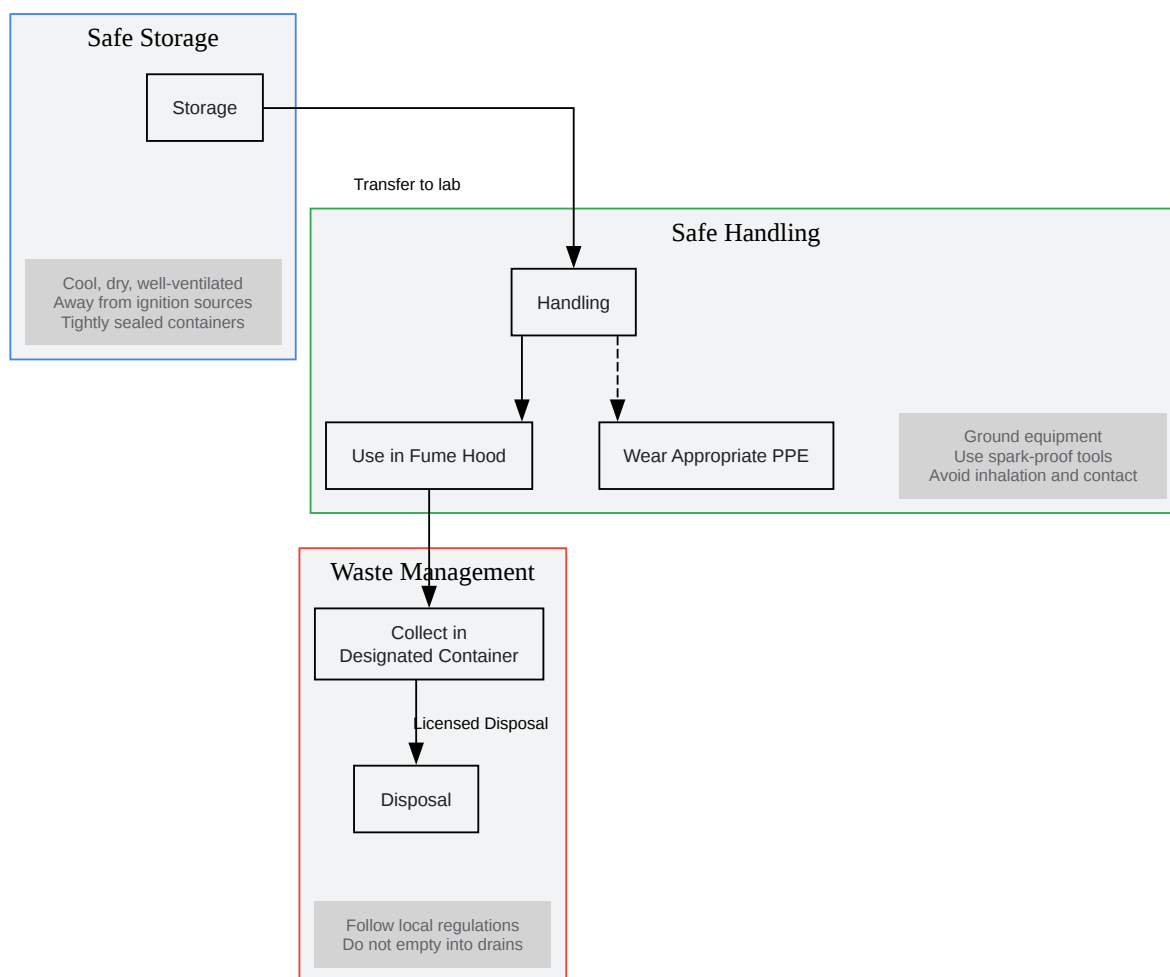 Safe Storage
Storage
Cool, dry, well-ventilated
Away from ignition sources
Tightly sealed containers
Transfer to lab
Safe Handling
Handling
Use in Fume Hood
Wear Appropriate PPE
Ground equipment
Use spark-proof tools
Avoid inhalation and contact
Waste Management
Collect in
Designated Container
Licensed Disposal
Disposal
Follow local regulations
Do not empty into drains